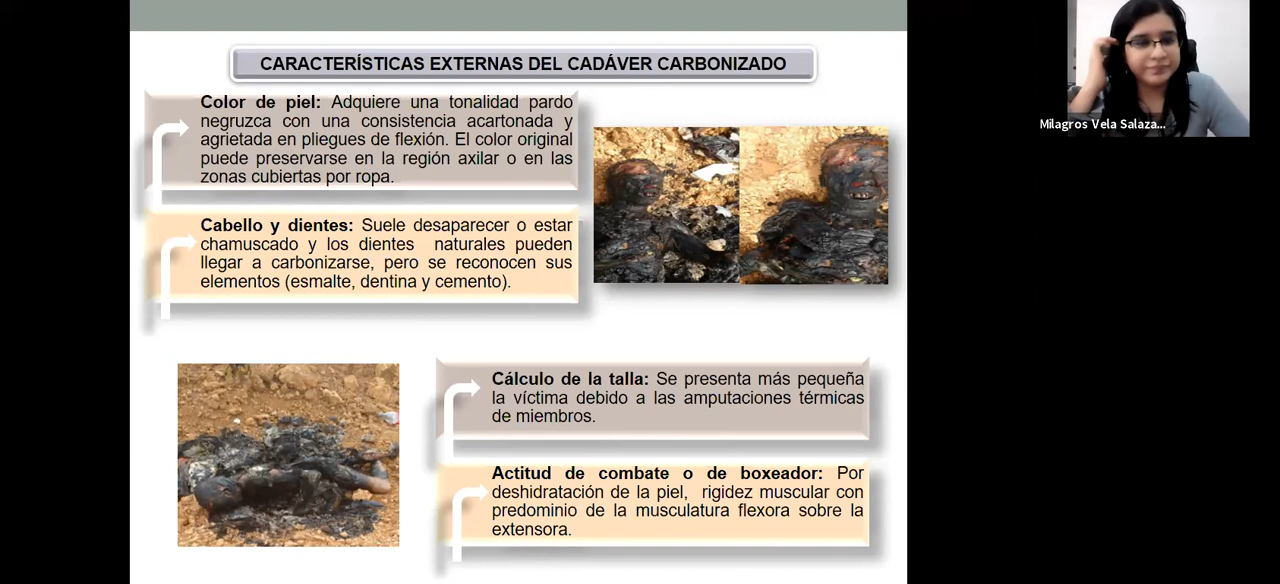 CARACTERÍSTICAS EXTERNAS DEL CADÁVER CARBONIZADO
Color de piel: Adquiere una tonalidad pardo
negruzca con una consistencia acartonada y
agrietada en pliegues de flexión. El color original
puede preservarse en la región axilar o en las
zonas cubiertas por ropa.
Cabello y dientes: Suele desaparecer o estar
chamuscado y los dientes naturales pueden
llegar a carbonizarse, pero se reconocen sus
elementos (esmalte, dentina y cemento).
Cálculo de la talla: Se presenta más pequeña
la víctima debido a las amputaciones térmicas
de miembros.
Actitud de combate o de boxeador: Por
deshidratación de la piel, rigidez muscular con
predominio de la musculatura flexora sobre la
extensora.
Milagros Vela Salaza...